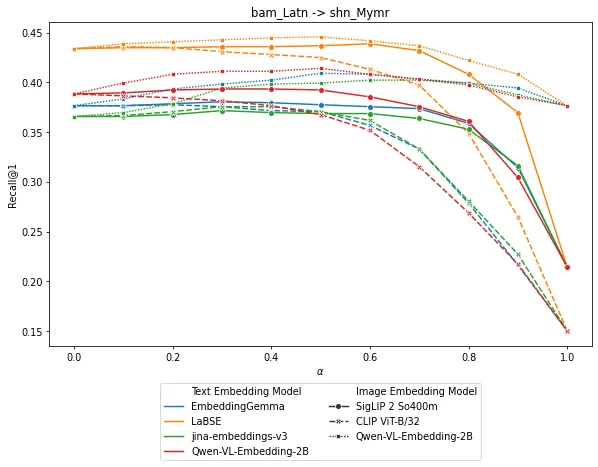 bam_Latn -> shn_Mymr
Recall@1
0.45
0.40
0.35
0.30
0.25
0.20
0.15
0.0 0.2 0.4 0.6 0.8 1.0
α
Text Embedding Model Image Embedding Model
EmbeddingGemma SigLIP 2 So400m
LaBSE CLIP ViT-B/32
jina-embeddings-v3 Qwen-VL-Embedding-2B
Qwen-VL-Embedding-2B